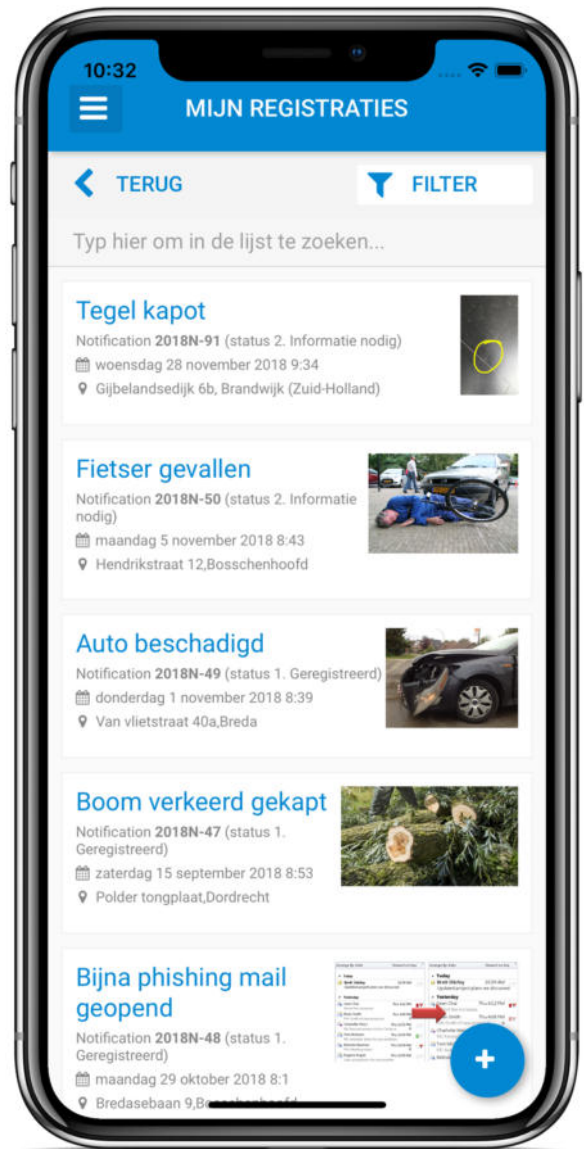 10:32
MIJN REGISTRATIES
TERUG
FILTER
Typ hier om in de lijst te zoeken...
Tegel kapot
Notification 2018N-91 (status 2. Informatie nodig)
woensdag 28 november 2018 9:34
Gijbelandsedijk 6b, Brandwijk (Zuid-Holland)
Fietser gevallen
Notification 2018N-50 (status 2. Informatie
nodig)
maandag 5 november 2018 8:43
Hendrikstraat 12,Bosschenhoofd
Auto beschadigd
Notification 2018N-49 (status 1. Geregistreerd)
donderdag 1 november 2018 8:39
Van vlietstraat 40a,Breda
Boom verkeerd gekapt
Notification 2018N-47 (status 1.
Geregistreerd)
zaterdag 15 september 2018 8:53
Polder tongplaat,Dordrecht
Bijna phishing mail
geopend
Notification 2018N-48 (status 1.
Geregistreerd)
maandag 29 oktober 2018 8:1
Bredasebaan 9,
Today
Yesterday
Today
Yesterday